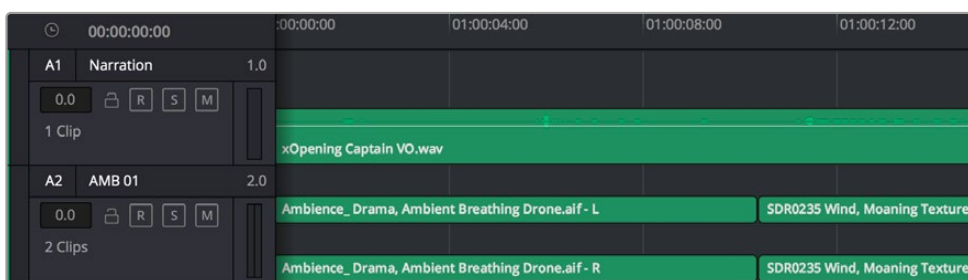 00:00:00:00
:00:00:00 01:00:04:00 01:00:08:00 01:00:12:00
A1 Narration 1.0
0.0 R S M
1 Clip
xOpening Captain VO.wav
A2 AMB 01 2.0
Ambience_ Drama, Ambient Breathing Drone.aif - L SDR0235 Wind, Moaning Texture
0.0 R S M
2 Clips
Ambience_ Drama, Ambient Breathing Drone.aif - R SDR0235 Wind, Moaning Texture